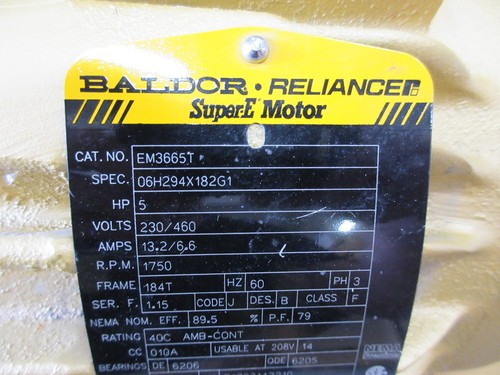 BALDOR • RELIANCE
Super-E Motor
CAT. NO. EM3665T
SPEC. 06H294X182G1
HP 5
VOLTS 230/460
AMPS 13.2/6.6
R.P.M. 1750
FRAME 184T HZ 60 PH 3
SER. F. 1.15 CODE J DES. B CLASS F
NEMA NOM. EFF. 89.5 % P.F. 79
RATING 40C AMB-CONT
CC 010A USABLE AT 208V 14
BEARINGS DE 6206 ODE 6205
NEMA